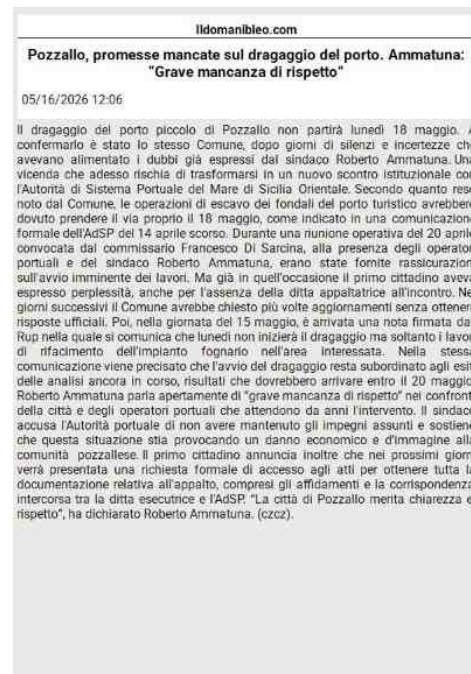 Ildomanibleo.com
Pozzallo, promesse mancate sul dragaggio del porto. Ammatuna:
"Grave mancanza di rispetto"
05/16/2026 12:06
Il dragaggio del porto piccolo di Pozzallo non partirà lunedì 18 maggio.
confermarlo è stato lo stesso Comune, dopo giorni di silenzi e incertezze che
avevano alimentato i dubbi già espressi dal sindaco Roberto Ammatuna. Una
vicenda che adesso rischia di trasformarsi in un nuovo scontro istituzionale con
l'Autorità di Sistema Portuale del Mare di Sicilia Orientale. Secondo quanto reso
noto dal Comune, le operazioni di escavo dei fondali del porto turistico avrebbero
dovuto prendere il via proprio il 18 maggio, come indicato in una comunicazione
formale dell'AdSP del 14 aprile scorso. Durante una riunione operativa del 20 aprile
convocata dal commissario Francesco Di Sarcina, alla presenza degli operatori
portuali e del sindaco Roberto Ammatuna, erano state fornite rassicurazioni
sull'avvio imminente dei lavori. Ma già in quell'occasione il primo cittadino aveva
espresso perplessità, anche per l'assenza della ditta appaltatrice all'incontro. Nei
giorni successivi il Comune avrebbe chiesto più volte aggiornamenti senza ottenere
risposte ufficiali. Poi, nella giornata del 15 maggio, è arrivata una nota firmata dal
Rup nella quale si comunica che lunedì non inizierà il dragaggio ma soltanto i lavori
di rifacimento dell'impianto fognario nell'area interessata. Nella stessa
comunicazione viene precisato che l'avvio del dragaggio resta subordinato agli esiti
delle analisi ancora in corso, risultati che dovrebbero arrivare entro il 20 maggio.
Roberto Ammatuna parla apertamente di "grave mancanza di rispetto" nei confronti
della città e degli operatori portuali che attendono da anni l'intervento. Il sindaco
accusa l'Autorità portuale di non avere mantenuto gli impegni assunti e sostiene
che questa situazione stia provocando un danno economico e d'immagine alla
comunità pozzallese. Il primo cittadino annuncia inoltre che nei prossimi giorni
verrà presentata una richiesta formale di accesso agli atti per ottenere tutta la
documentazione relativa all'appalto, compresi gli affidamenti e la corrispondenza
intercorsa tra la ditta esecutrice e l'AdSP. "La città di Pozzallo merita chiarezza e
rispetto", ha dichiarato Roberto Ammatuna. (czcz).